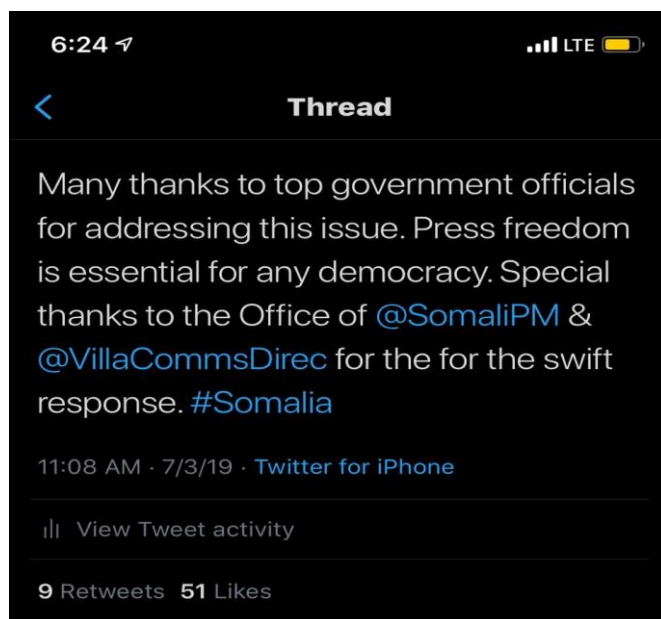 6:24 LTE
Thread
Many thanks to top government officials
for addressing this issue. Press freedom
is essential for any democracy. Special
thanks to the Office of @SomaliPM &
@VillaCommsDirec for the for the swift
response. #Somalia
11:08 AM · 7/3/19 · Twitter for iPhone
View Tweet activity
9 Retweets 51 Likes